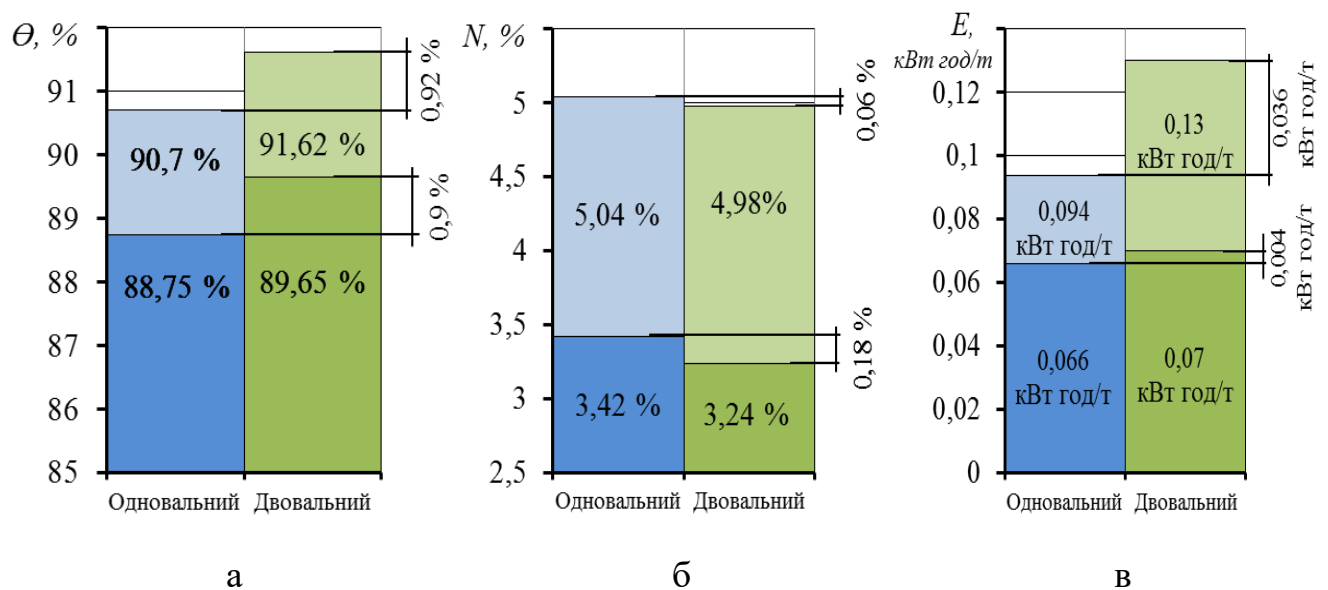 Ө, %
91
90
89
88
87
86
85
90,7 %
88,75 %
91,62 %
89,65 %
0,92 %
0,9 %
Одновальний
Двовальний
а
N, %
5
4,5
4
3,5
3
2,5
5,04 %
3,42 %
4,98%
3,24 %
0,06 %
0,18 %
Одновальний
Двовальний
б
E,
кВт год/т
0,12
0,1
0,08
0,06
0,04
0,02
0
0,094
кВт год/т
0,066
кВт год/т
0,13
кВт год/т
0,07
кВт год/т
0,036
кВт год/т
0,004
кВт год/т
Одновальний
Двовальний
в